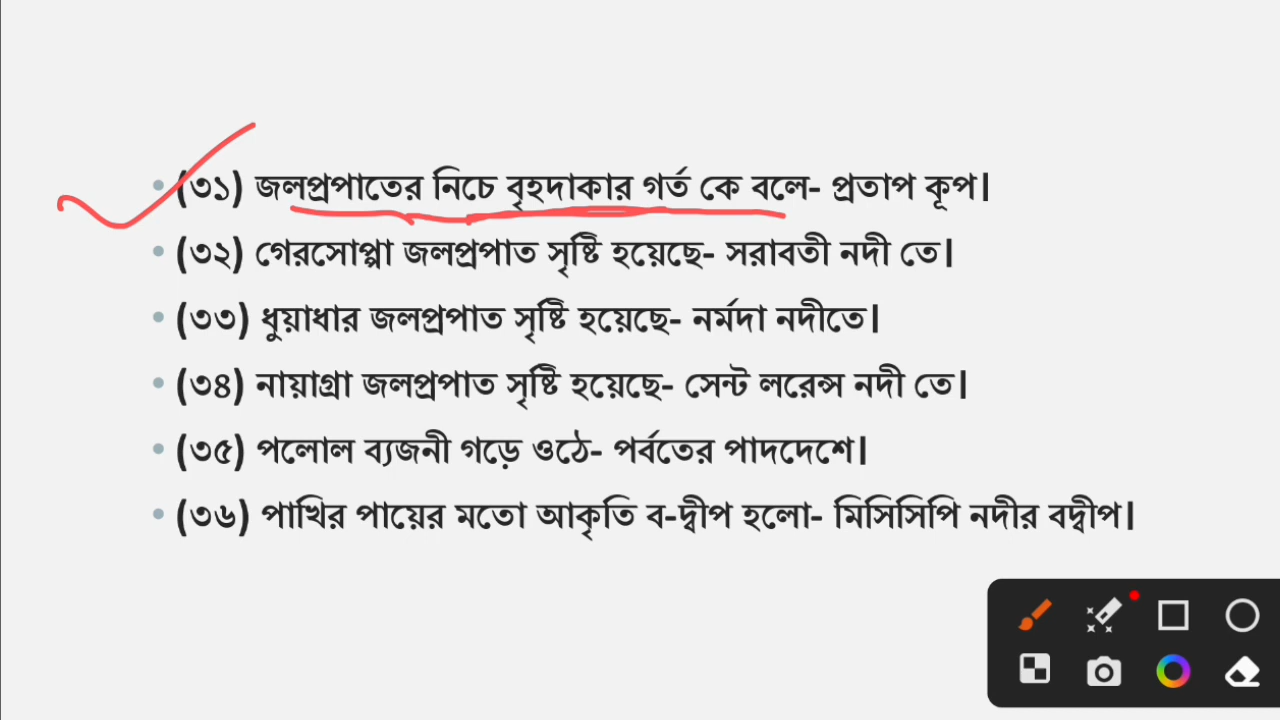 (৩১) জলপ্রপাতের নিচে বৃহদাকার গর্ত কে বলে- প্রতাপ কূপ।
(৩২) গেরসোপ্পা জলপ্রপাত সৃষ্টি হয়েছে- সরাবতী নদী তে।
(৩৩) ধুয়াধার জলপ্রপাত সৃষ্টি হয়েছে- নর্মদা নদীতে।
(৩৪) নায়াগ্রা জলপ্রপাত সৃষ্টি হয়েছে- সেন্ট লরেন্স নদী তে।
(৩৫) পলোল ব্যজনী গড়ে ওঠে- পর্বতের পাদদেশে।
(৩৬) পাখির পায়ের মতো আকৃতি ব-দ্বীপ হলো- মিসিসিপি নদীর বদ্বীপ।